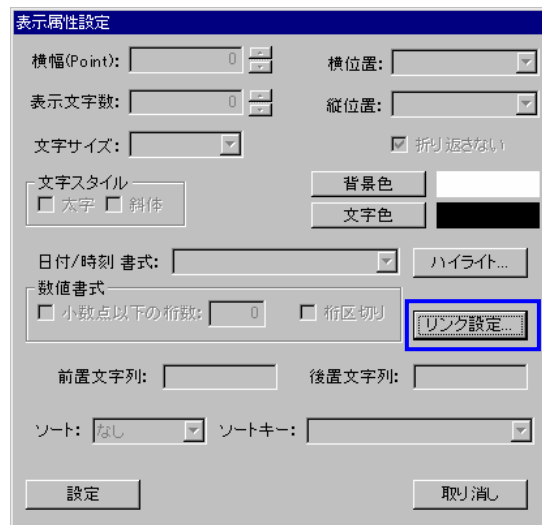 表示属性設定
横幅(Point): 0 横位置:
表示文字数: 0 縦位置:
文字サイズ: 折り返さない
文字スタイル 背景色
太字 斜体
文字色
日付/時刻 書式: ハイライト...
数値書式
小数点以下の桁数: 0 桁区切り リンク設定...
前置文字列: 後置文字列:
ソート: なし ソートキー:
設定 取り消し